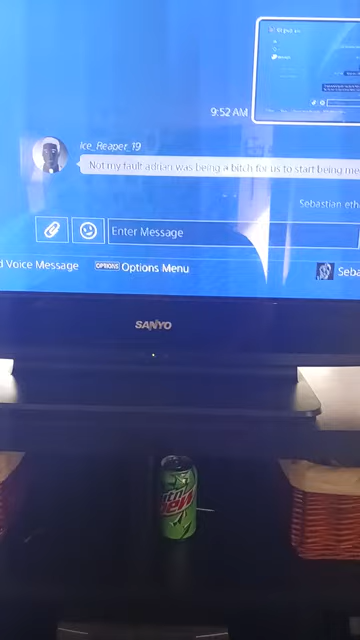 9:52 AM
Ice_Reaper_19
Not my fault adrian was being a bitch for us to start being me
Sebastian eth
Enter Message
d Voice Message
OPTIONS Options Menu
Seba
SANYO
Mtn
Dew